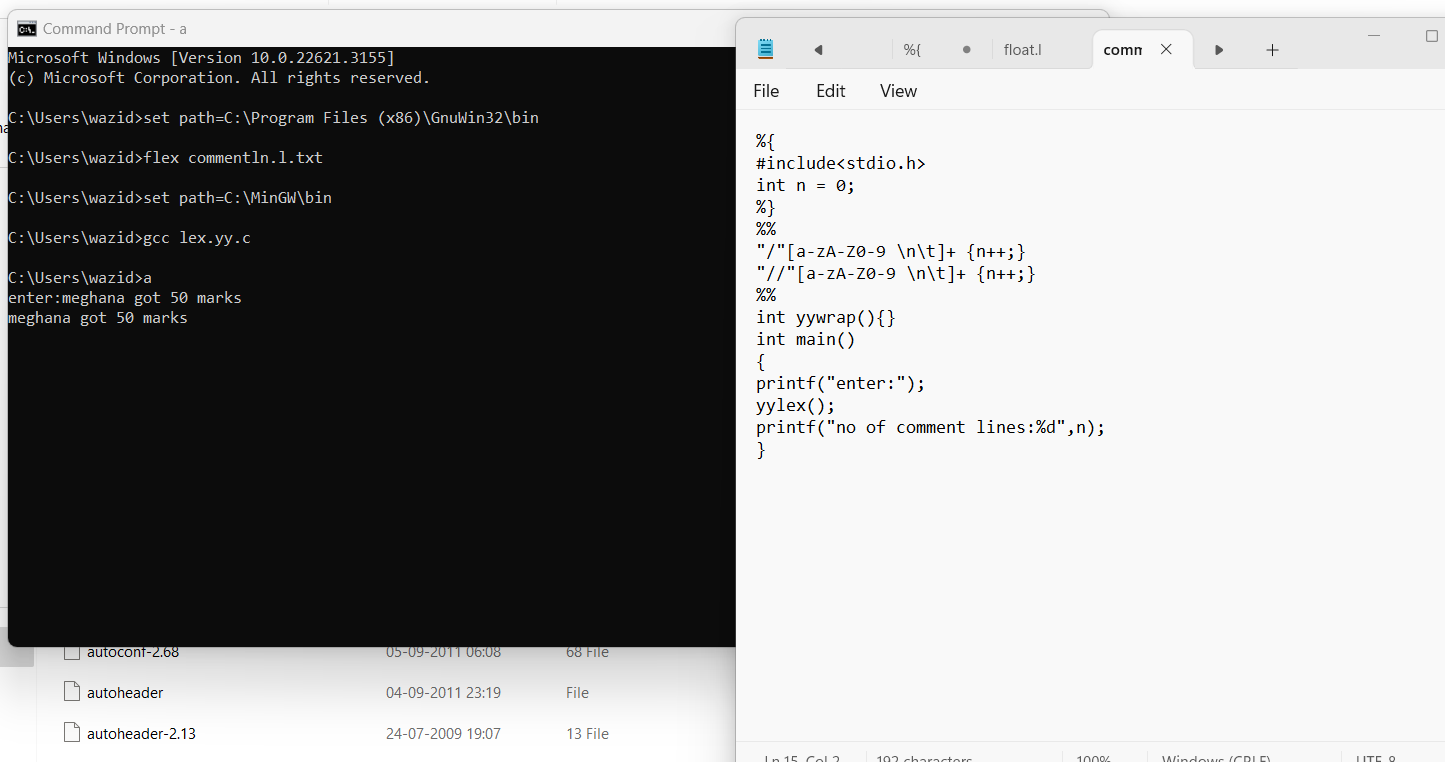 Command Prompt - a
Microsoft Windows [Version 10.0.22621.3155]
(c) Microsoft Corporation. All rights reserved.
C:\Users\wazid>set path=C:\Program Files (x86)\GnuWin32\bin
C:\Users\wazid>flex commentln.l.txt
C:\Users\wazid>set path=C:\MinGW\bin
C:\Users\wazid>gcc lex.yy.c
C:\Users\wazid>a
enter:meghana got 50 marks
meghana got 50 marks
autoconf-2.68 05-09-2011 06:08 68 File
autoheader 04-09-2011 23:19 File
autoheader-2.13 24-07-2009 19:07 13 File
%{ float.l comm
File Edit View
%{
#include<stdio.h>
int n = 0;
%}
%%
"/"[a-zA-Z0-9 \n\t]+ {n++;}
"//"[a-zA-Z0-9 \n\t]+ {n++;}
%%
int yywrap(){}
int main()
{
printf("enter:");
yylex();
printf("no of comment lines:%d",n);
}
Ln 15, Col 2 192 characters 100% Windows (CRLF) UTF-8